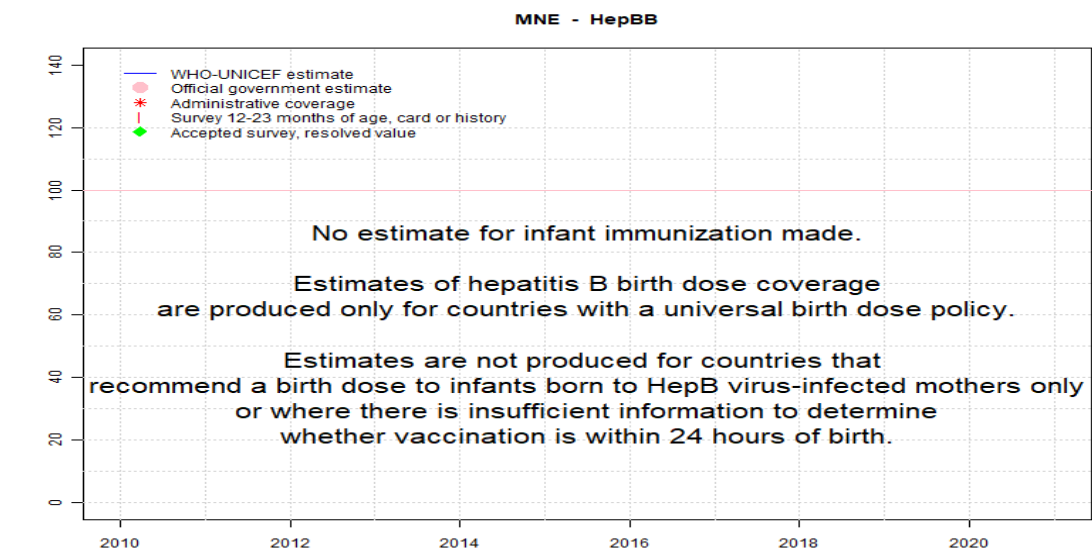 MNE - HepBB
140
120
100
80
60
40
20
0
WHO-UNICEF estimate
Official government estimate
Administrative coverage
Survey 12-23 months of age, card or history
Accepted survey, resolved value
No estimate for infant immunization made.
Estimates of hepatitis B birth dose coverage
are produced only for countries with a universal birth dose policy.
Estimates are not produced for countries that
recommend a birth dose to infants born to HepB virus-infected mothers only
or where there is insufficient information to determine
whether vaccination is within 24 hours of birth.
2010 2012 2014 2016 2018 2020